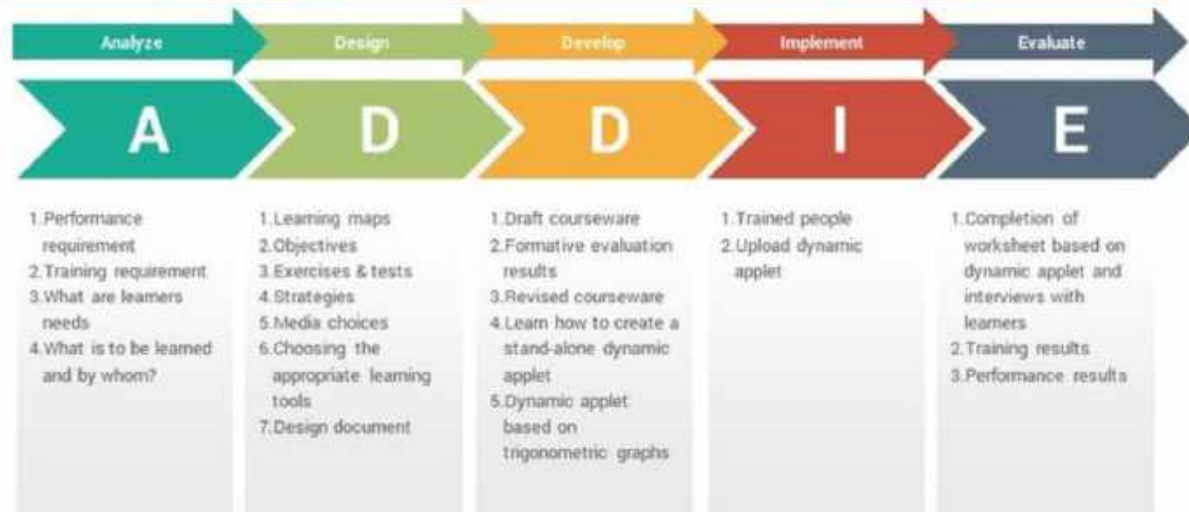 Analyze
Design
Develop
Implement
Evaluate
A
D
D
I
E
1.Performance
requirement
2.Training requirement
3.What are learners
needs
4.What is to be learned
and by whom?
1.Learning maps
2.Objectives
3.Exercises & tests
4.Strategies
5.Media choices
6.Choosing the
appropriate learning
tools
7.Design document
1.Draft courseware
2.Formative evaluation
results
3.Revised courseware
4.Learn how to create a
stand-alone dynamic
applet
5.Dynamic applet
based on
trigonometric graphs
1.Trained people
2.Upload dynamic
applet
1.Completion of
worksheet based on
dynamic applet and
interviews with
learners
2.Training results
3.Performance results